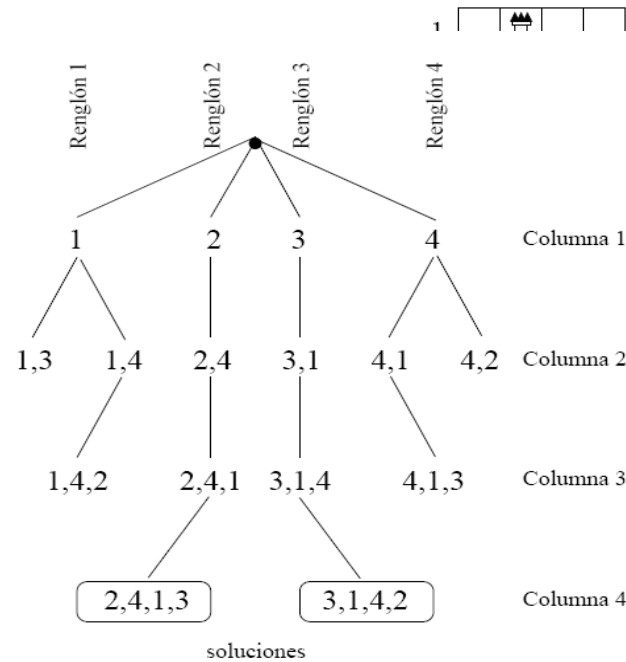 1
Renglón 1
Renglón 2
Renglón 3
Renglón 4
1 2 3 4 Columna 1
1,3 1,4 2,4 3,1 4,1 4,2 Columna 2
1,4,2 2,4,1 3,1,4 4,1,3 Columna 3
2,4,1,3 3,1,4,2 Columna 4
soluciones